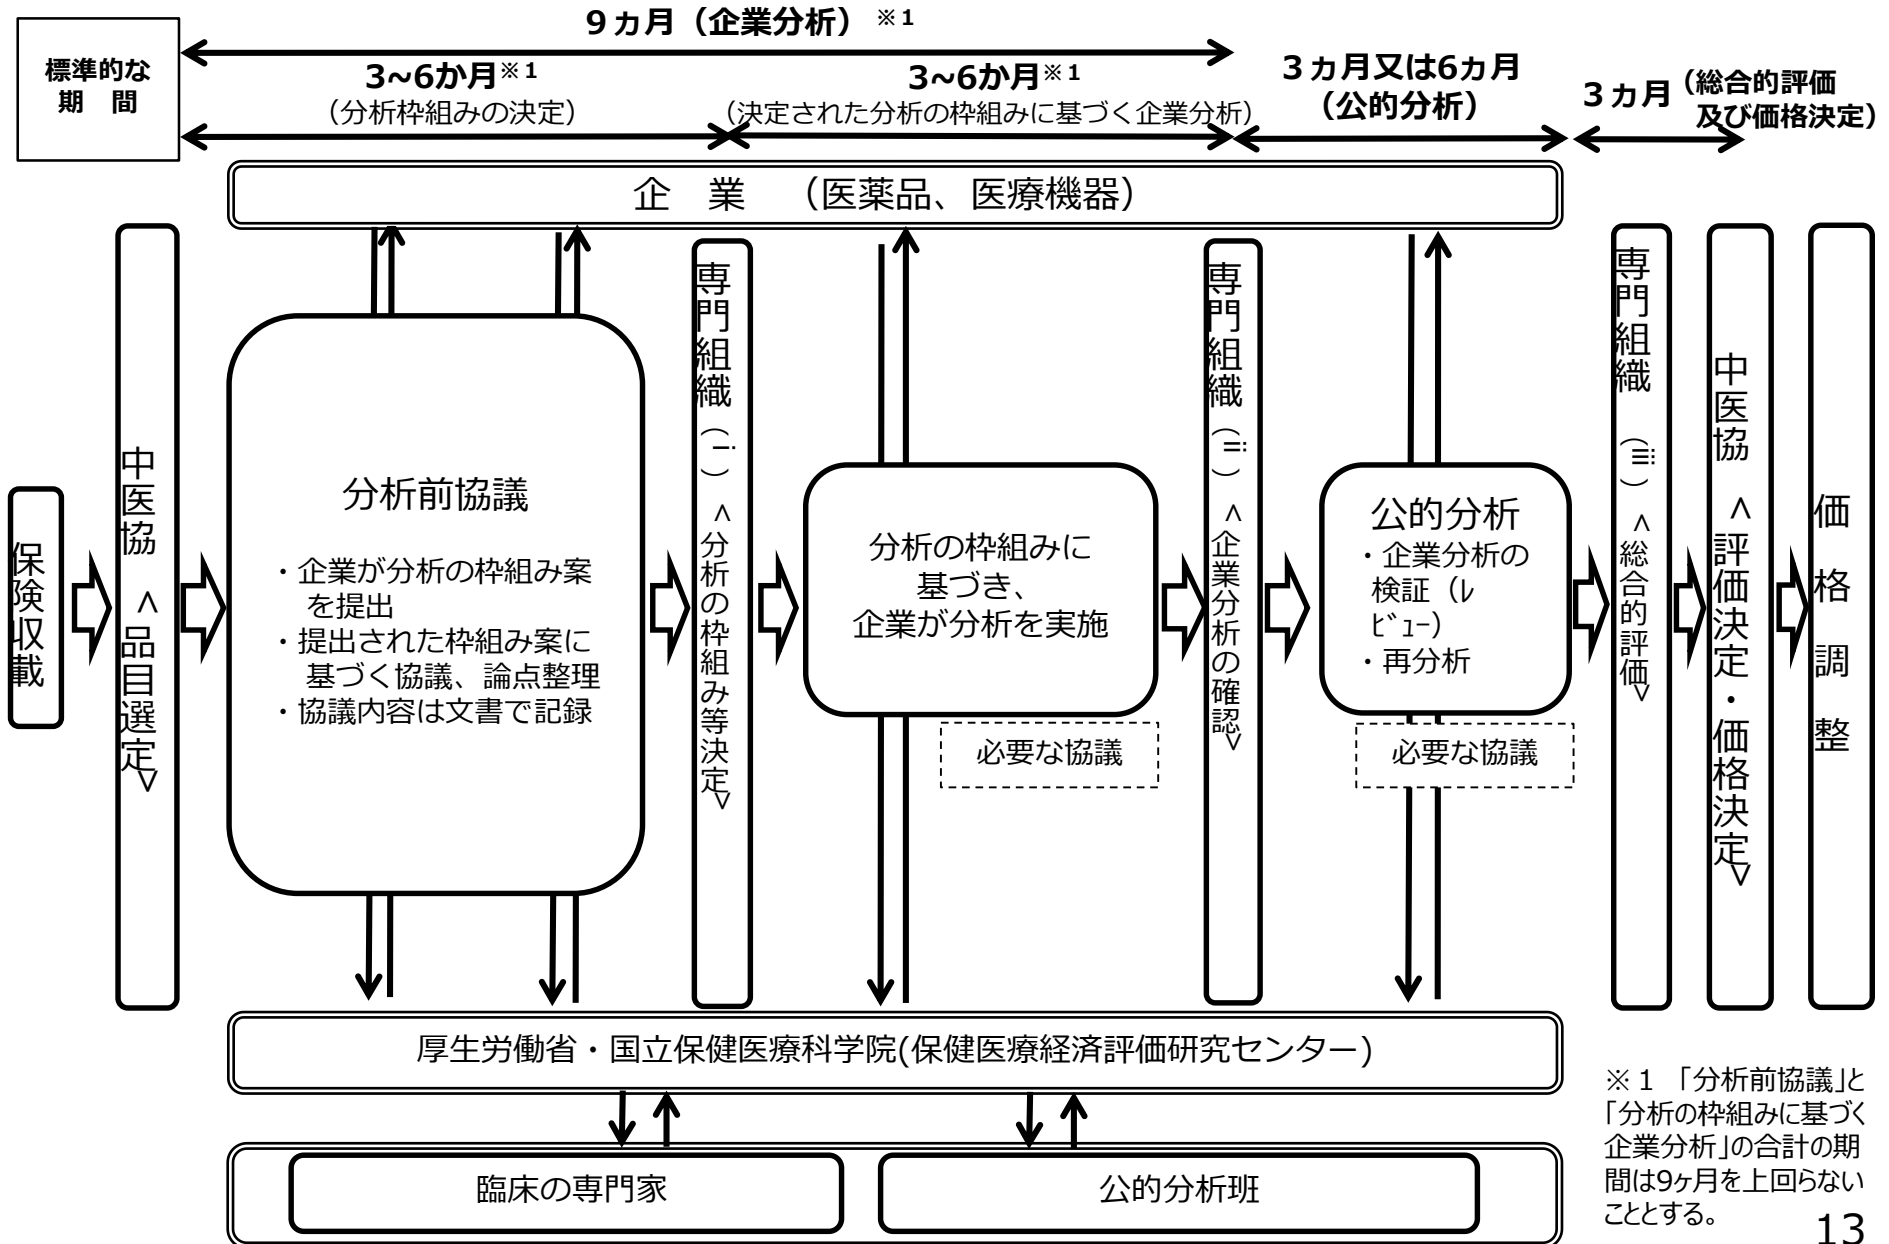 標準的な
期　間
９ヵ月（企業分析）※１
3~6か月※１
（分析枠組みの決定）
3~6か月※１
（決定された分析の枠組みに基づく企業分析）
３ヵ月又は6ヵ月
（公的分析）
３ヵ月（総合的評価
及び価格決定）
企　業　（医薬品、医療機器）
保険収載
中医協　＜品目選定＞
分析前協議
・企業が分析の枠組み案
を提出
・提出された枠組み案に
基づく協議、論点整理
・協議内容は文書で記録
専門組織（ⅰ）＜分析の枠組み等決定＞
分析の枠組みに
基づき、
企業が分析を実施
必要な協議
専門組織（ⅱ）＜企業分析の確認＞
公的分析
・企業分析の
検証（ﾚ
ﾋﾞｭｰ）
・再分析
必要な協議
専門組織　（ⅲ）＜総合的評価＞
中医協　＜評価決定・価格決定＞
価格調整
厚生労働省・国立保健医療科学院(保健医療経済評価研究センター)
臨床の専門家
公的分析班
※１　「分析前協議」と
「分析の枠組みに基づく
企業分析」の合計の期
間は9ヶ月を上回らない
こととする。
13